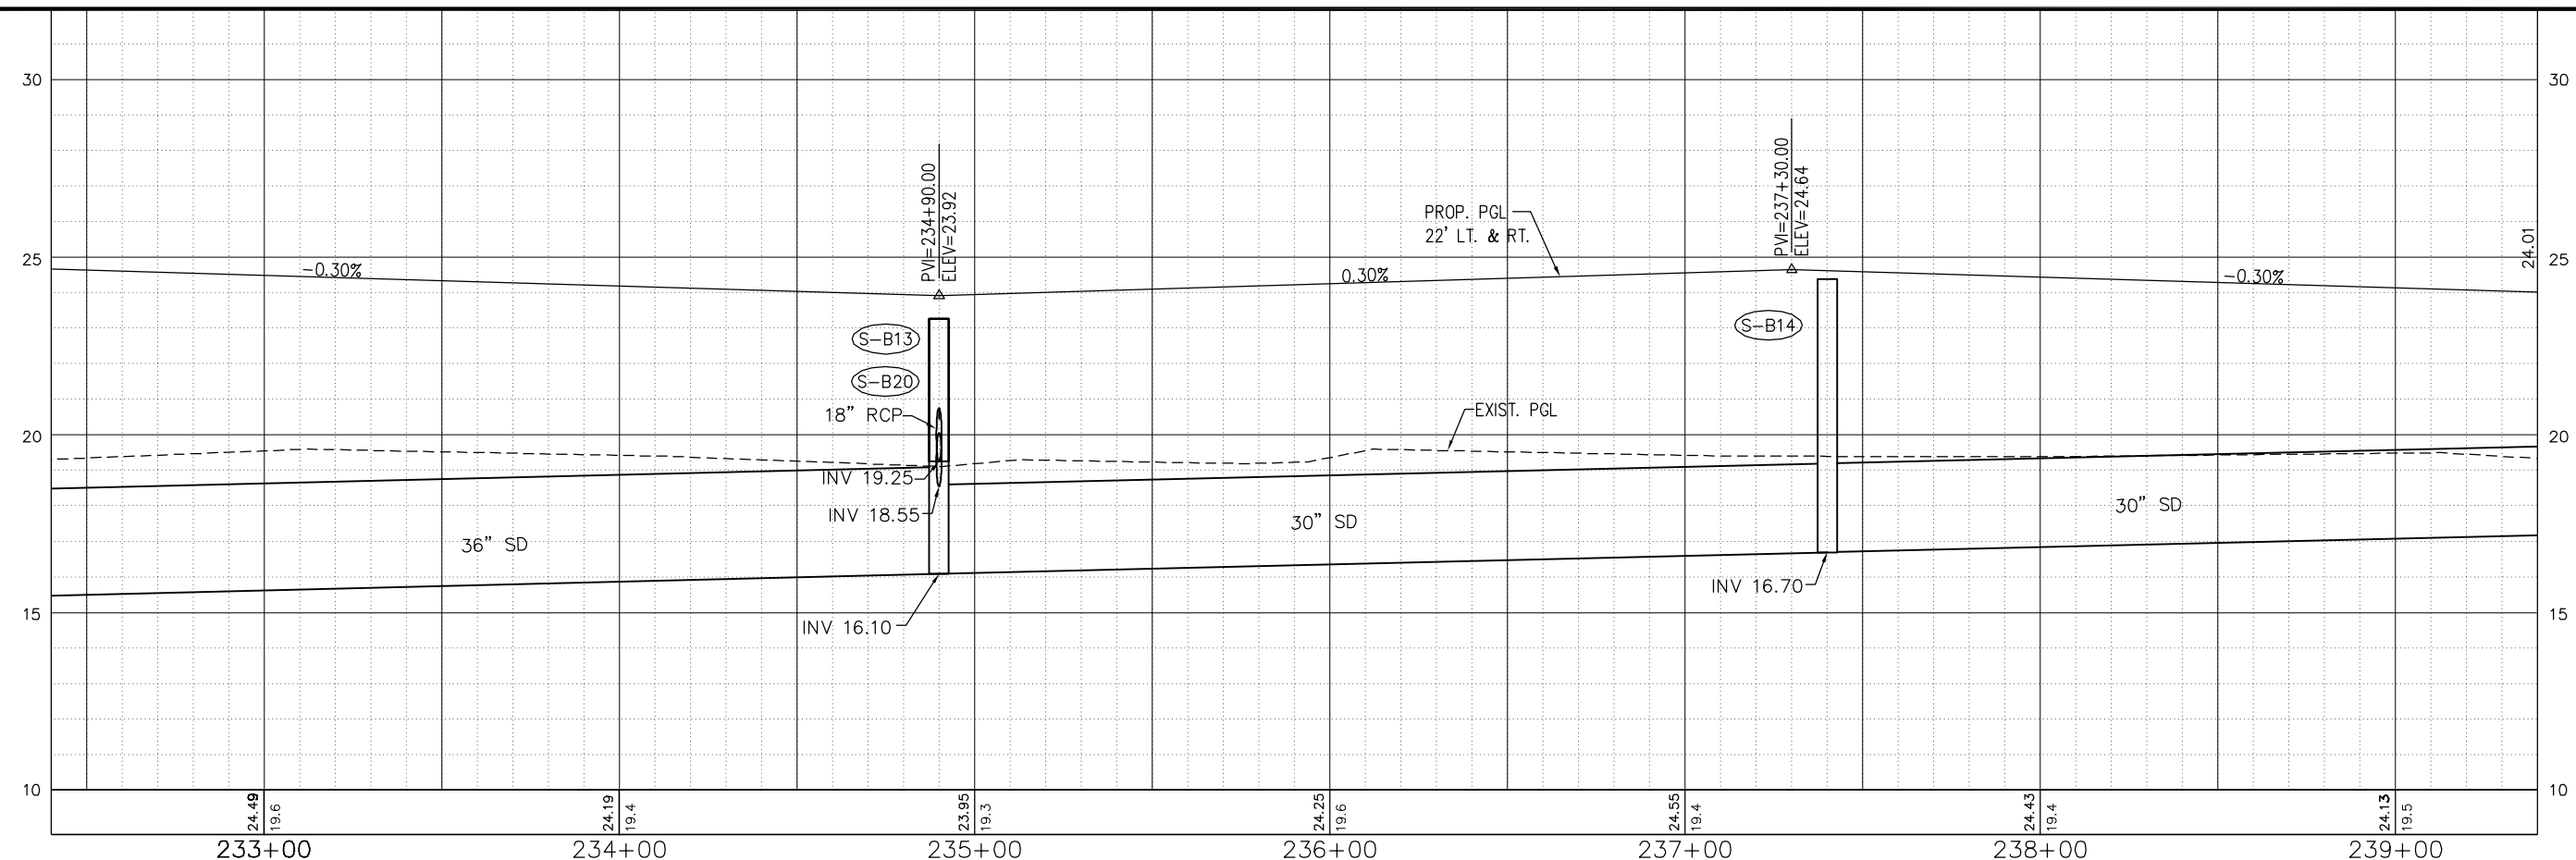 30
30
PVI=234+90.00
ELEV=23.92
PVI=237+30.00
ELEV=24.64
PROP. PGL
22' LT. & RT.
24.01
25
25
-0.30%
0.30%
-0.30%
S-B13
S-B14
S-B20
18" RCP
EXIST. PGL
20
20
INV 19.25
INV 18.55
30" SD
30" SD
36" SD
INV 16.70
15
15
INV 16.10
10
10
24.49
19.6
24.19
19.4
23.95
19.3
24.25
19.6
24.55
19.4
24.43
19.4
24.13
19.5
233+00
234+00
235+00
236+00
237+00
238+00
239+00